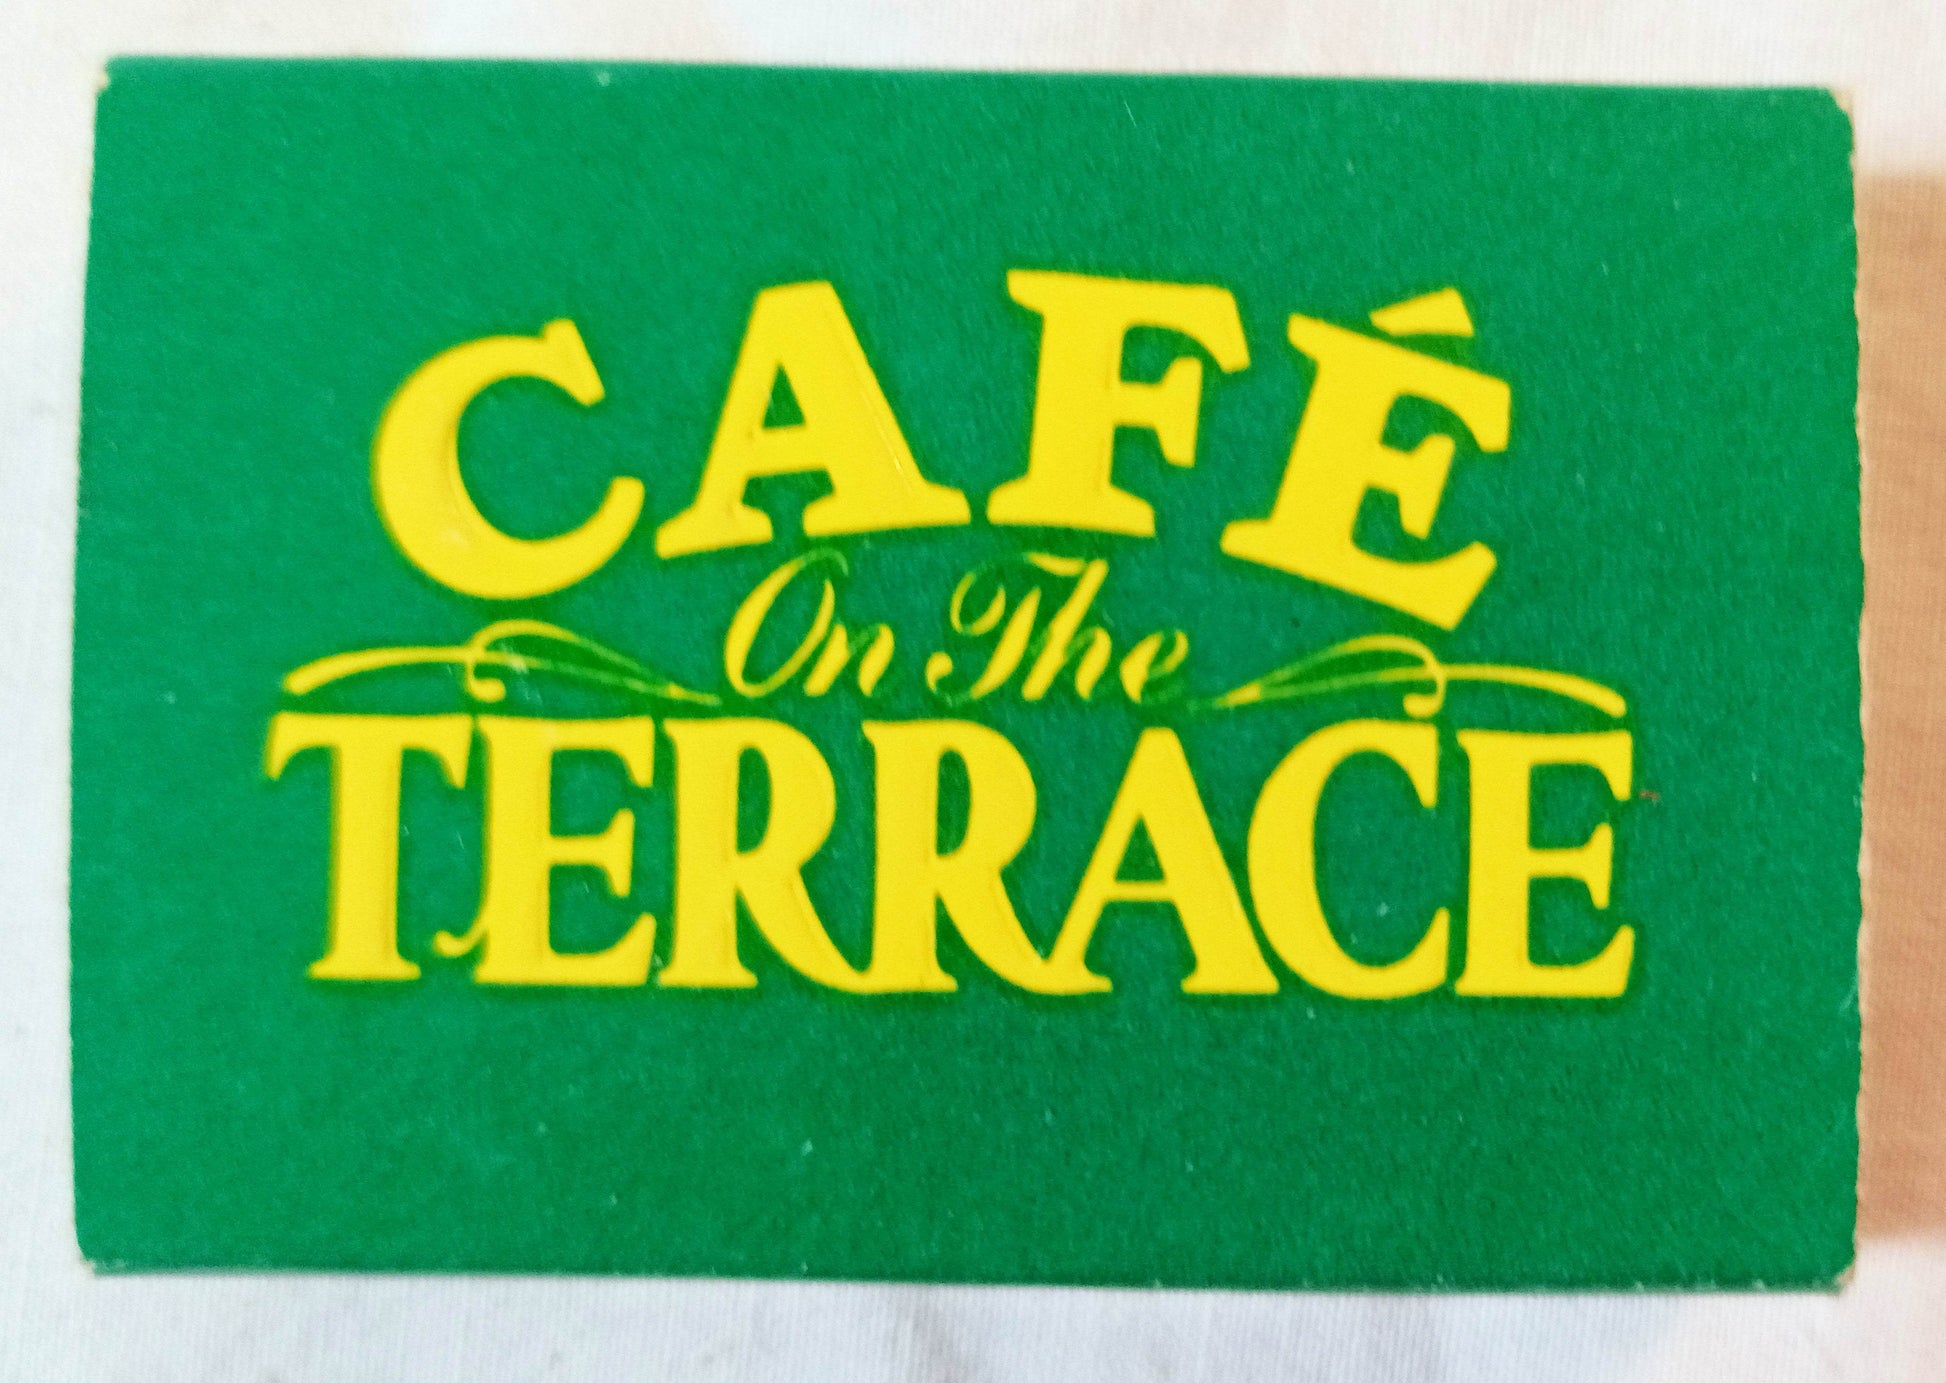 CAFÉ
On The
TERRACE